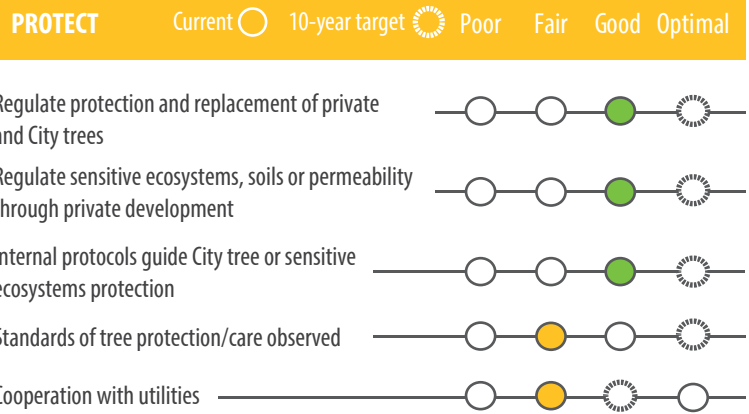 PROTECT Current 10-year target Poor Fair Good Optimal
Regulate protection and replacement of private
and City trees
Regulate sensitive ecosystems, soils or permeability
through private development
Internal protocols guide City tree or sensitive
ecosystems protection
Standards of tree protection/care observed
Cooperation with utilities